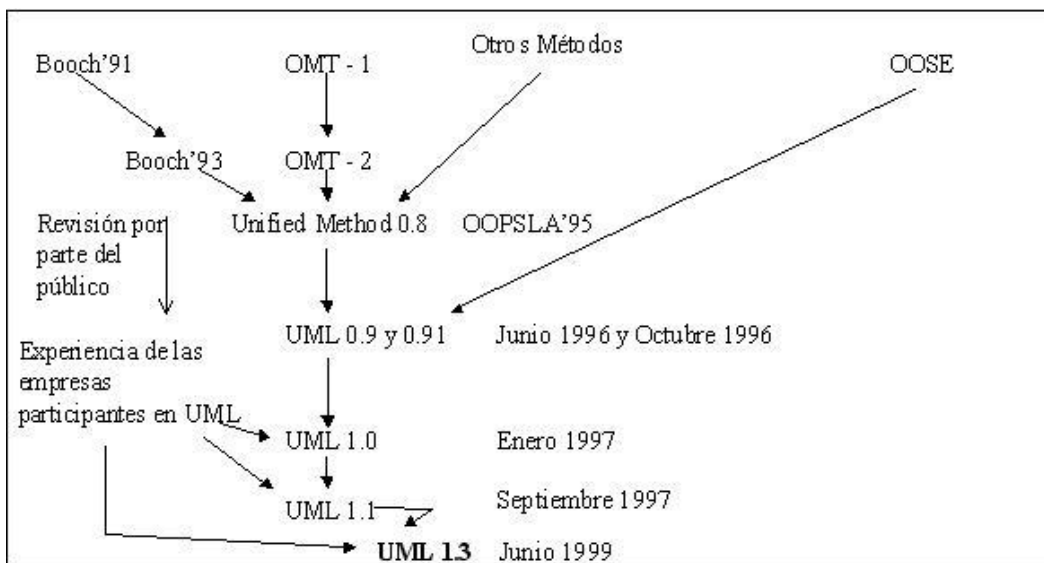 Otros Métodos
Booch'91
OMT - 1
OOSE
Booch'93
OMT - 2
Revisión por
parte del
público
Unified Method 0.8
OOPSLA'95
UML 0.9 y 0.91
Junio 1996 y Octubre 1996
Experiencia de las
empresas
participantes en UML
UML 1.0
Enero 1997
UML 1.1
Septiembre 1997
UML 1.3
Junio 1999